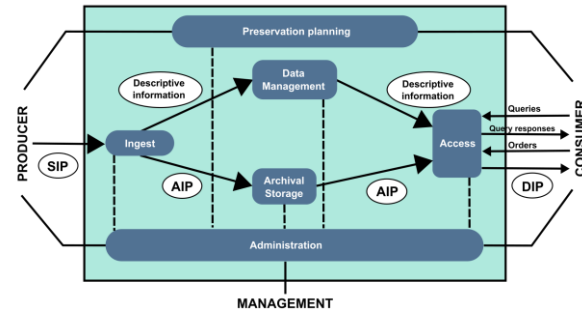 Preservation planning
Descriptive
information
Data
Management
Descriptive
information
PRODUCER
Ingest
SIP
AIP
Archival
Storage
AIP
Access
Queries
Query responses
Orders
DIP
CONSUMER
Administration
MANAGEMENT